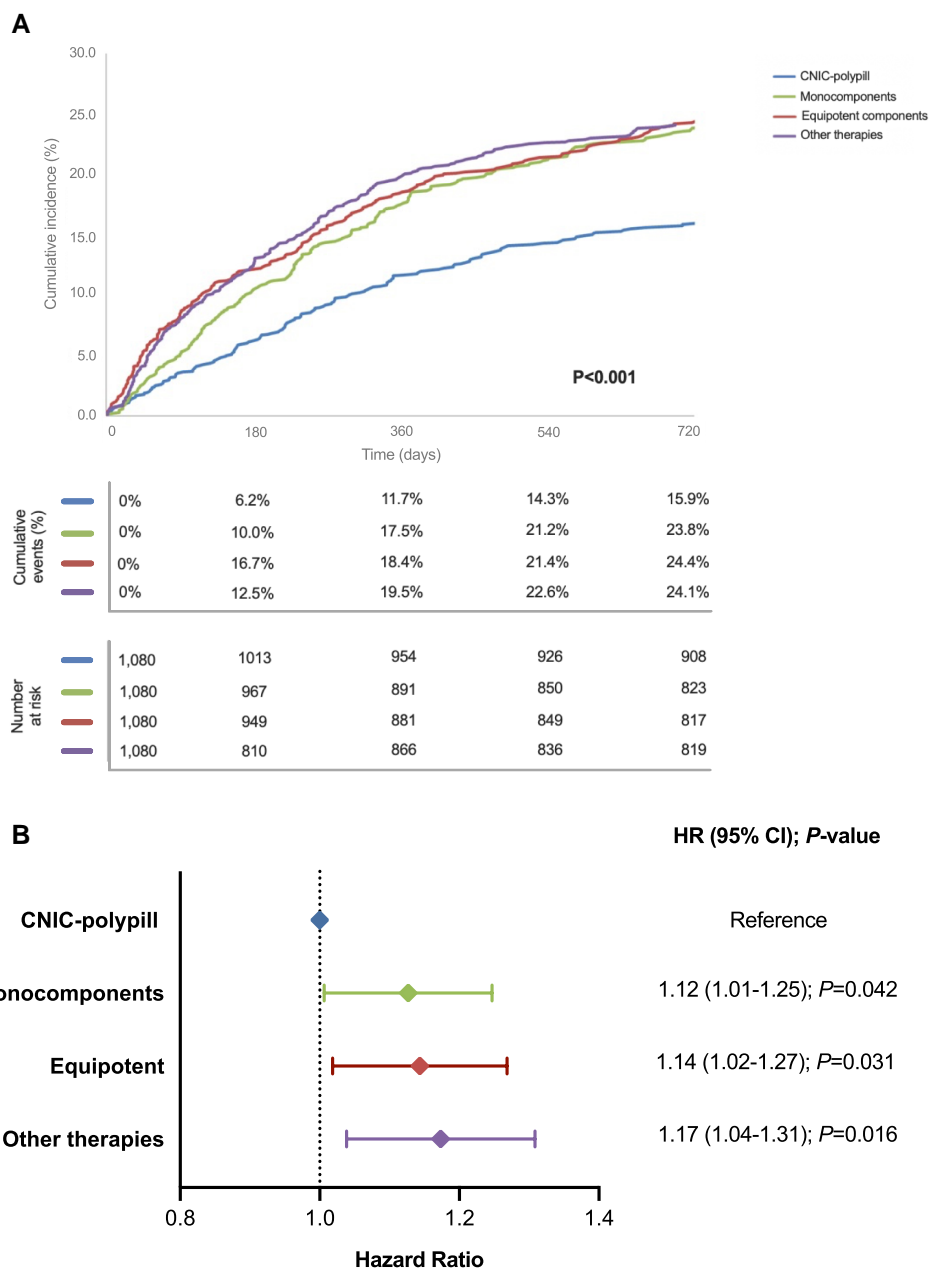 A
30.0
25.0
20.0
15.0
10.0
5.0
0.0
Cumulative incidence (%)
CNIC-polypill
Monocomponents
Equipotent components
Other therapies
P<0.001
0 180 360 540 720
Time (days)
Cumulative
events (%)
0% 6.2% 11.7% 14.3% 15.9%
0% 10.0% 17.5% 21.2% 23.8%
0% 16.7% 18.4% 21.4% 24.4%
0% 12.5% 19.5% 22.6% 24.1%
Number
at risk
1,080 1013 954 926 908
1,080 967 891 850 823
1,080 949 881 849 817
1,080 810 866 836 819
B
HR (95% CI); P-value
CNIC-polypill Reference
onocomponents 1.12 (1.01-1.25); P=0.042
Equipotent 1.14 (1.02-1.27); P=0.031
Other therapies 1.17 (1.04-1.31); P=0.016
0.8 1.0 1.2 1.4
Hazard Ratio